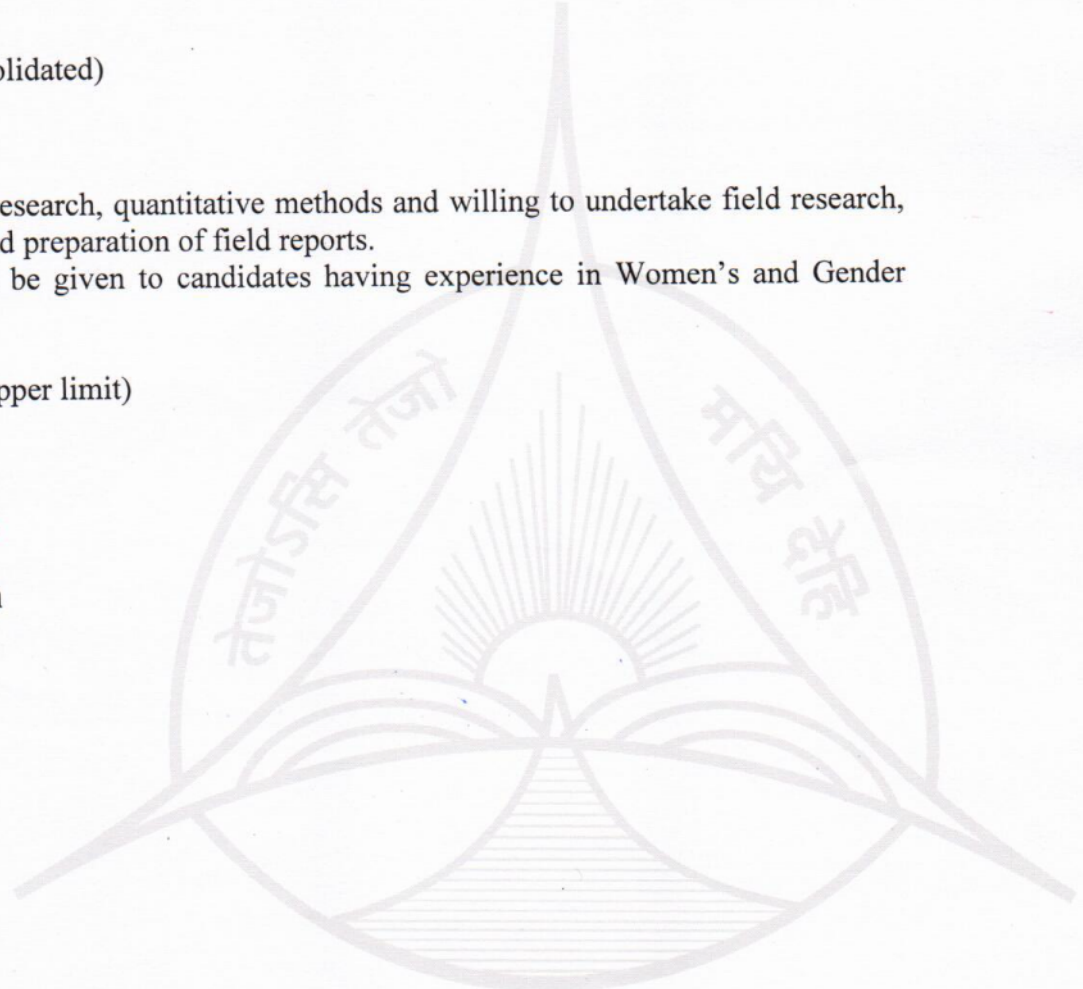 olidated)
esearch, quantitative methods and willing to undertake field research,
d preparation of field reports.
be given to candidates having experience in Women's and Gender
pper limit)
तेजोऽसि तेजो
मयि देहि